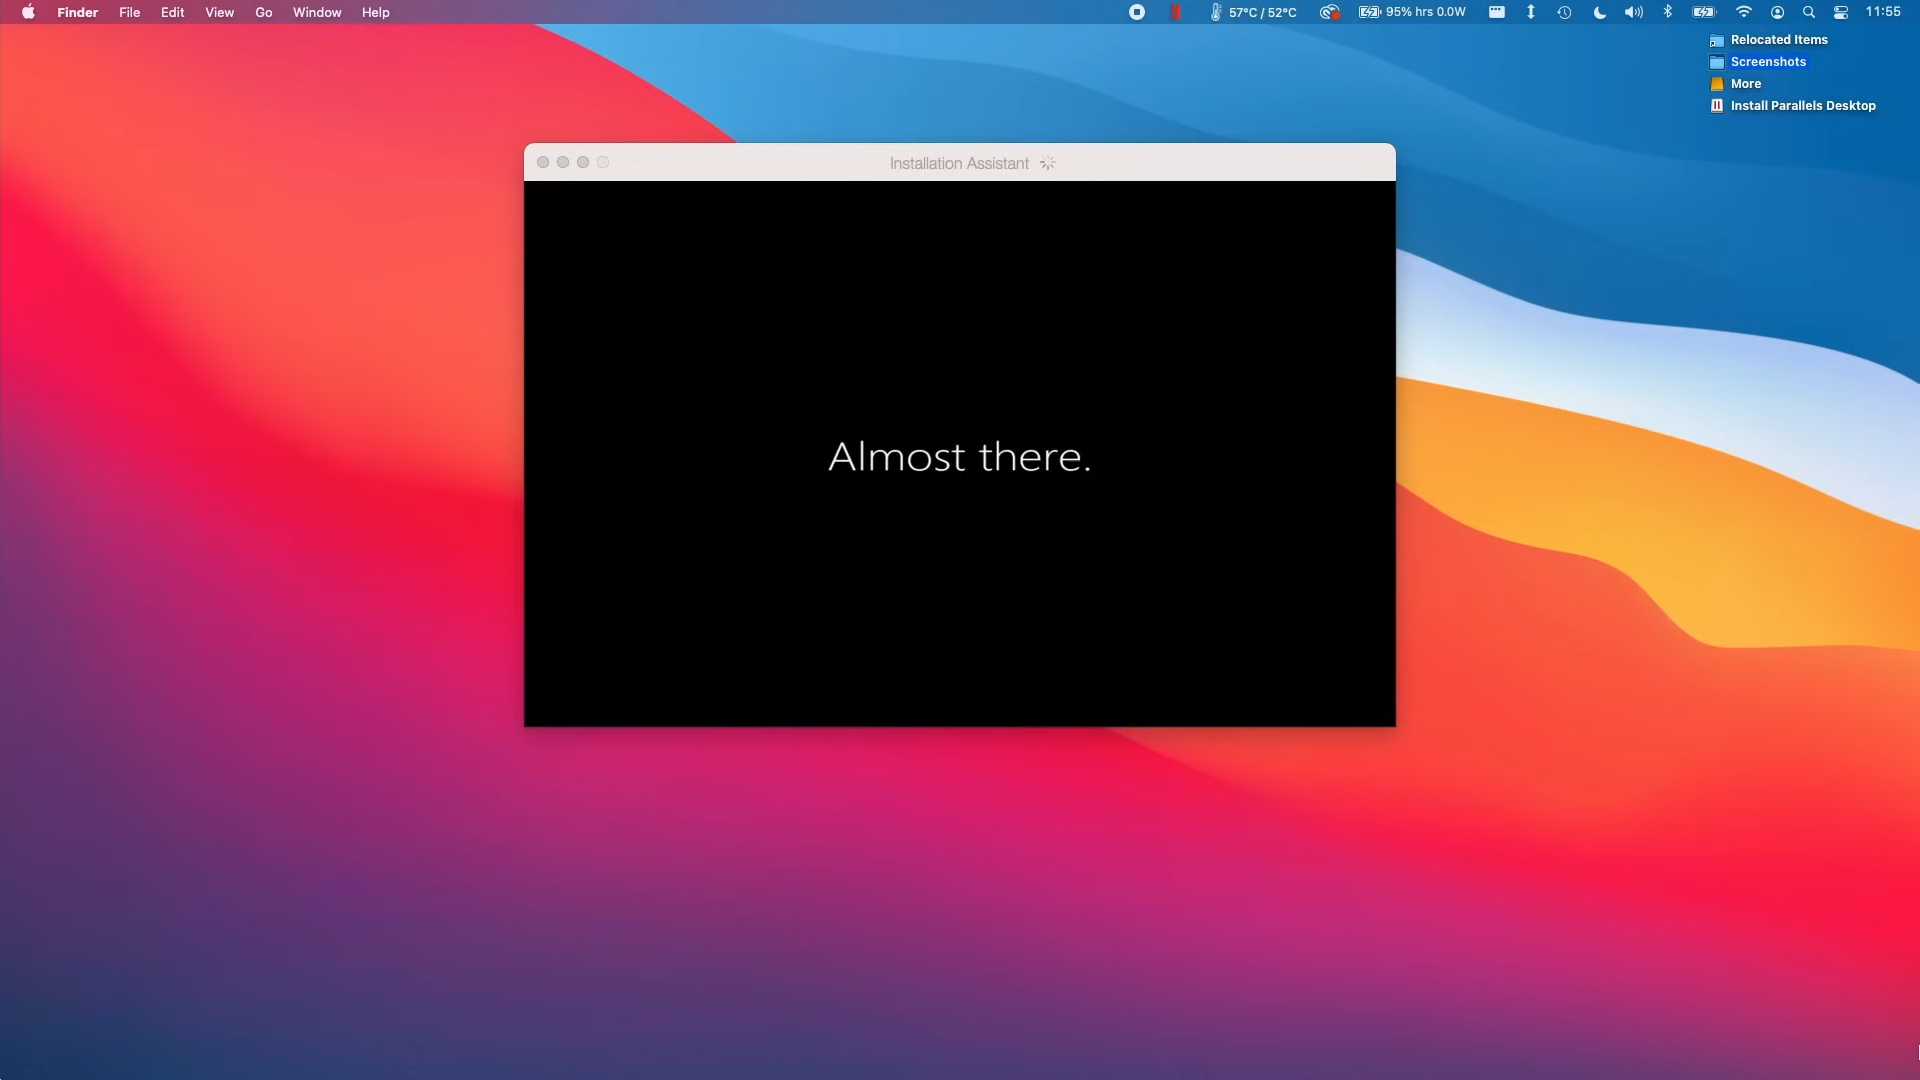 Finder File Edit View Go Window Help 57°C / 52°C 95% hrs 0.0W 11:55
Relocated Items
Screenshots
More
Install Parallels Desktop
Installation Assistant
Almost there.